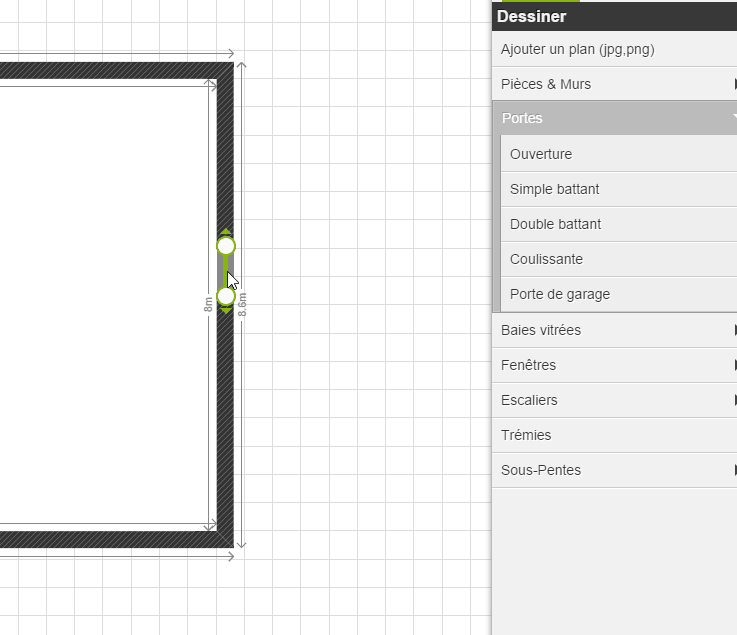 Dessiner
Ajouter un plan (jpg,png)
Pièces & Murs
Portes
Ouverture
Simple battant
Double battant
Coulissante
Porte de garage
Baies vitrées
Fenêtres
Escaliers
Trémies
Sous-Pentes
8m
8.6m